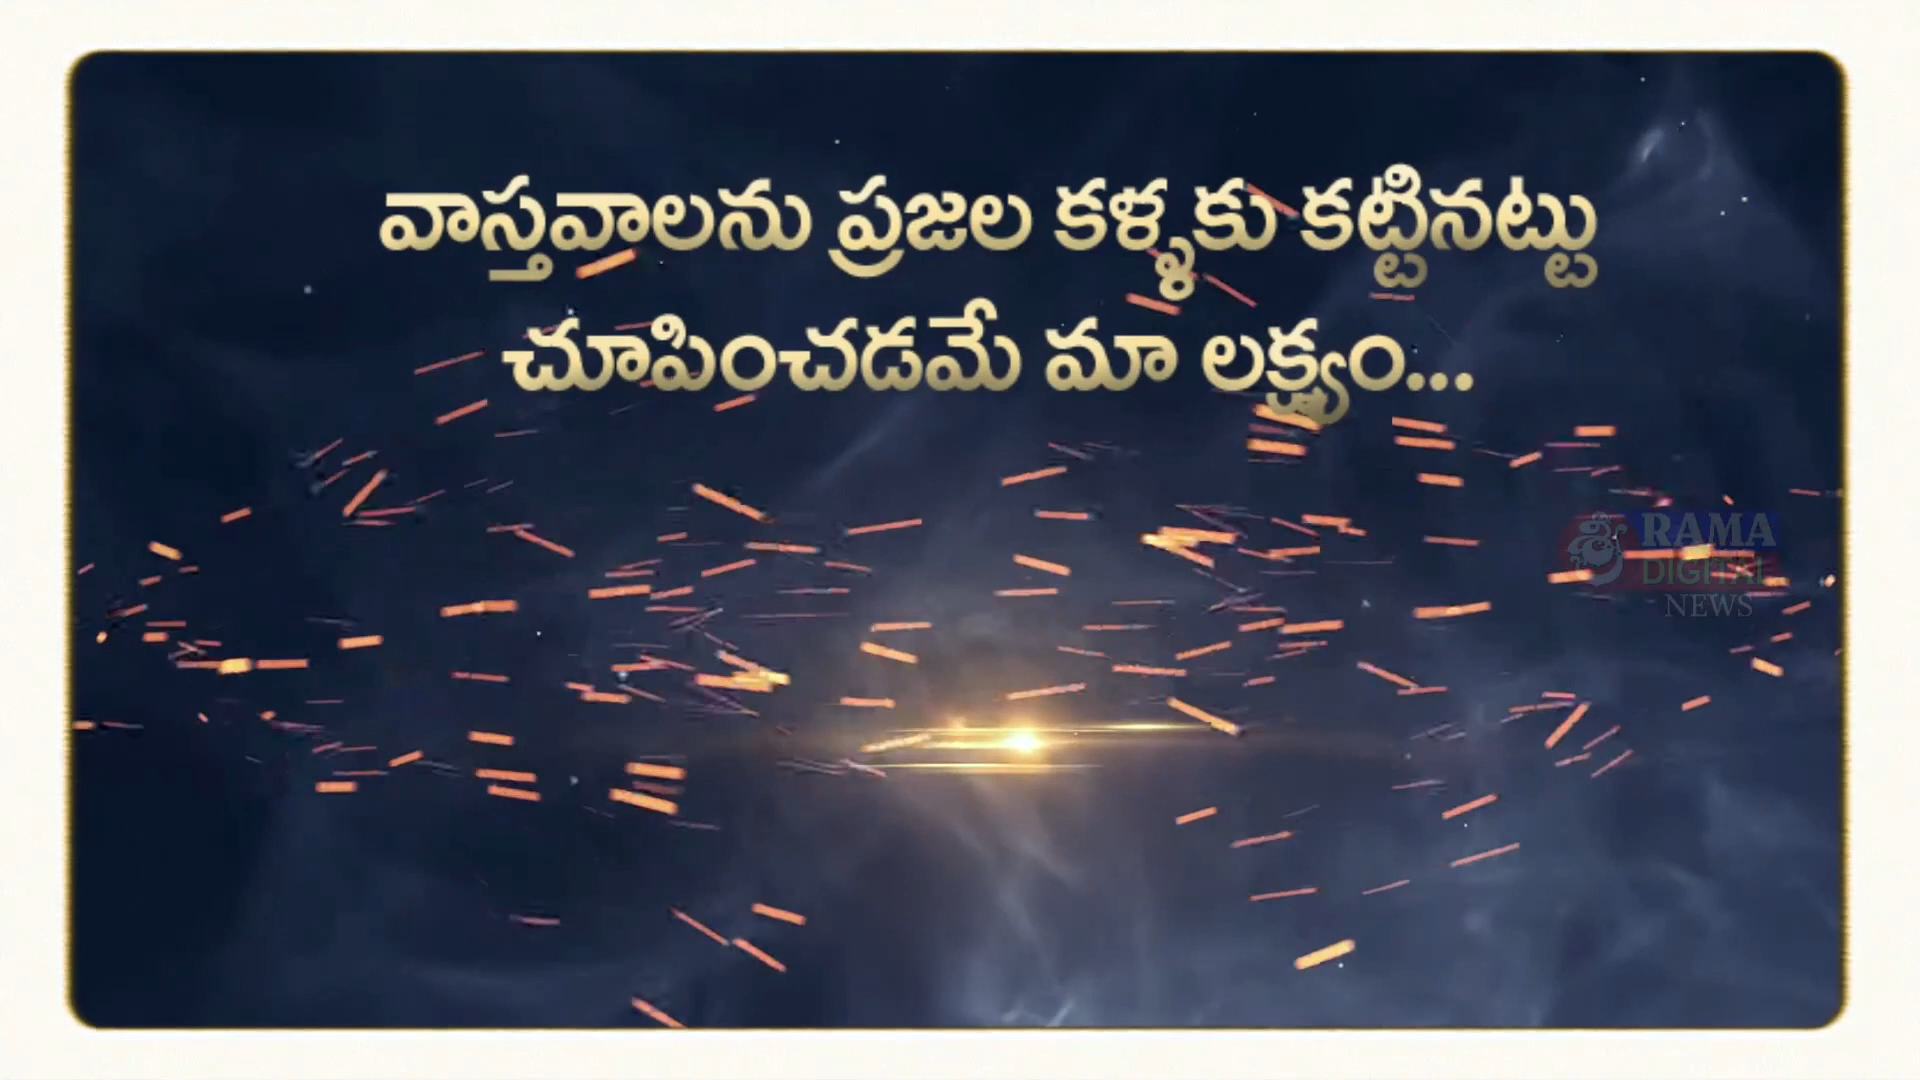 వాస్తవాలను ప్రజల కళ్ళకు కట్టినట్టు
చూపించడమే మా లక్ష్యం...
శ్రీ RAMA
DIGITAL
NEWS